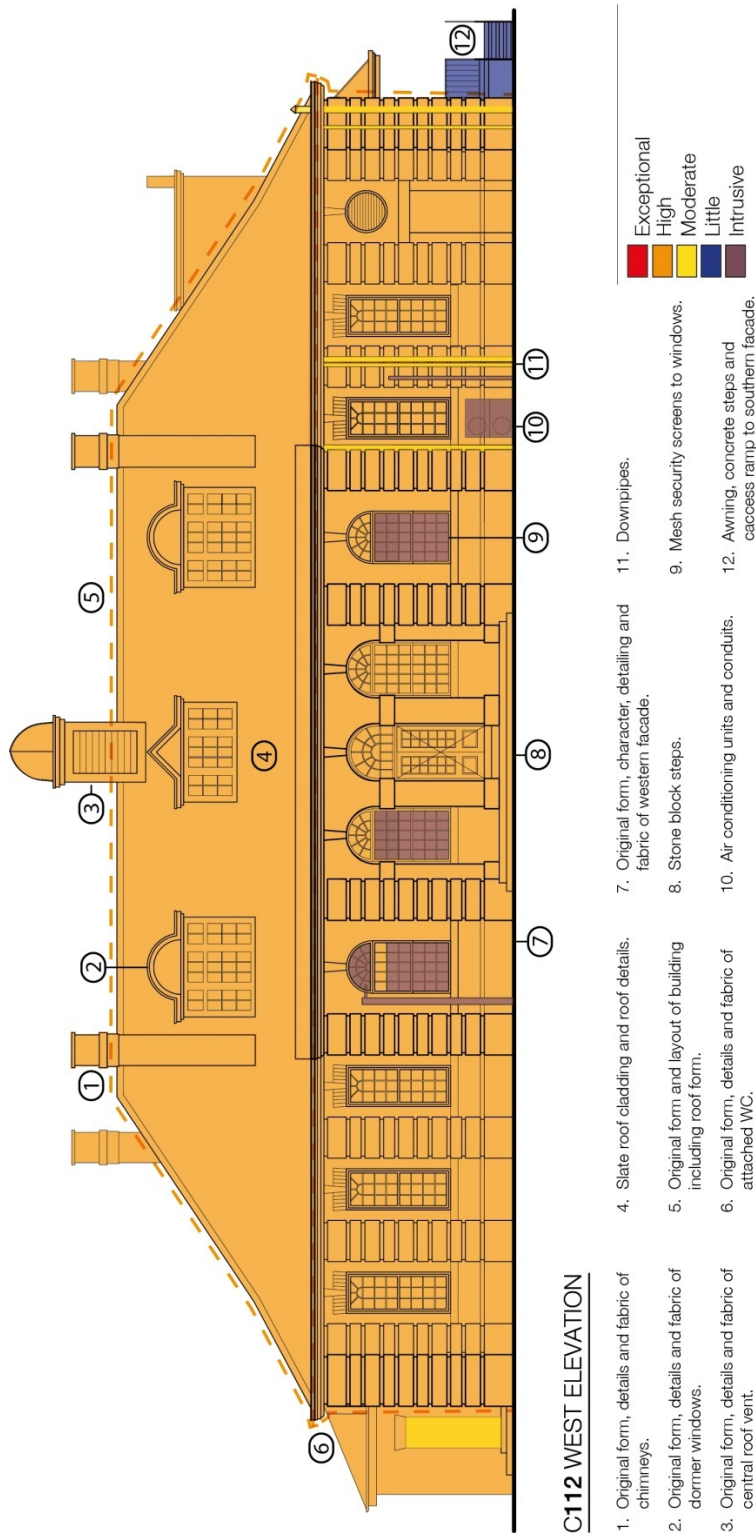 1
2
3
4
5
6
7
8
9
10
11
12
C112 WEST ELEVATION
1. Original form, details and fabric of
chimneys.
2. Original form, details and fabric of
dormer windows.
3. Original form, details and fabric of
central roof vent.
4. Slate roof cladding and roof details.
5. Original form and layout of building
including roof form.
6. Original form, details and fabric of
attached WC.
7. Original form, character, detailing and
fabric of western facade.
8. Stone block steps.
10. Air conditioning units and conduits.
11. Downpipes.
9. Mesh security screens to windows.
12. Awning, concrete steps and
caccess ramp to southern facade.
Exceptional
High
Moderate
Little
Intrusive